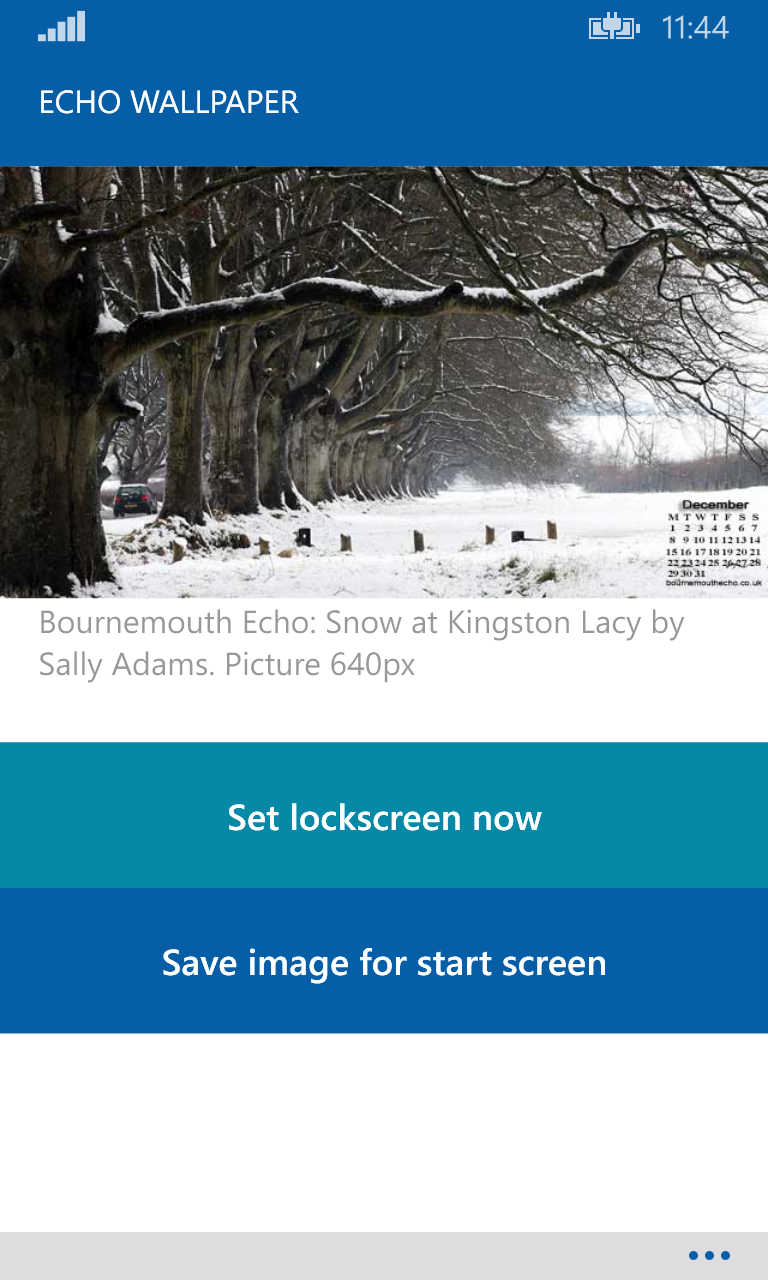 11:44
ECHO WALLPAPER
December
M T W T F S S
1 2 3 4 5 6 7
8 9 10 11 12 13 14
15 16 17 18 19 20 21
22 23 24 25 26 27 28
29 30 31
bournemouthecho.co.uk
Bournemouth Echo: Snow at Kingston Lacy by
Sally Adams. Picture 640px
Set lockscreen now
Save image for start screen